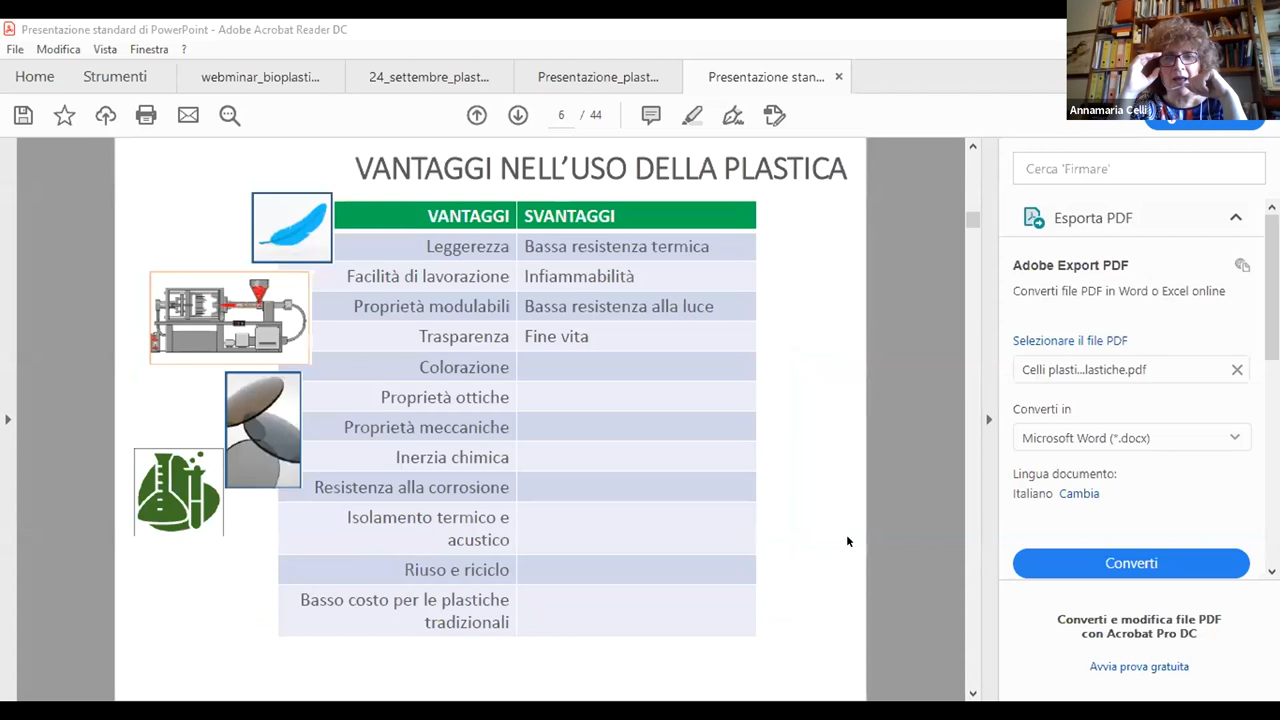 Presentazione standard di PowerPoint - Adobe Acrobat Reader DC
File Modifica Vista Finestra ?
Home Strumenti webminar_bioplasti... 24_settembre_plast... Presentazione_plast... Presentazione stan... ×
6 / 44
Annamaria Celli
VANTAGGI NELL’USO DELLA PLASTICA
VANTAGGI SVANTAGGI
Leggerezza Bassa resistenza termica
Facilità di lavorazione Infiammabilità
Proprietà modulabili Bassa resistenza alla luce
Trasparenza Fine vita
Colorazione
Proprietà ottiche
Proprietà meccaniche
Inerzia chimica
Resistenza alla corrosione
Isolamento termico e
acustico
Riuso e riciclo
Basso costo per le plastiche
tradizionali
Cerca 'Firmare'
Esporta PDF
Adobe Export PDF
Converti file PDF in Word o Excel online
Selezionare il file PDF
Celli plasti...lastiche.pdf
Converti in
Microsoft Word (*.docx)
Lingua documento:
Italiano Cambia
Converti
Converti e modifica file PDF
con Acrobat Pro DC
Avvia prova gratuita